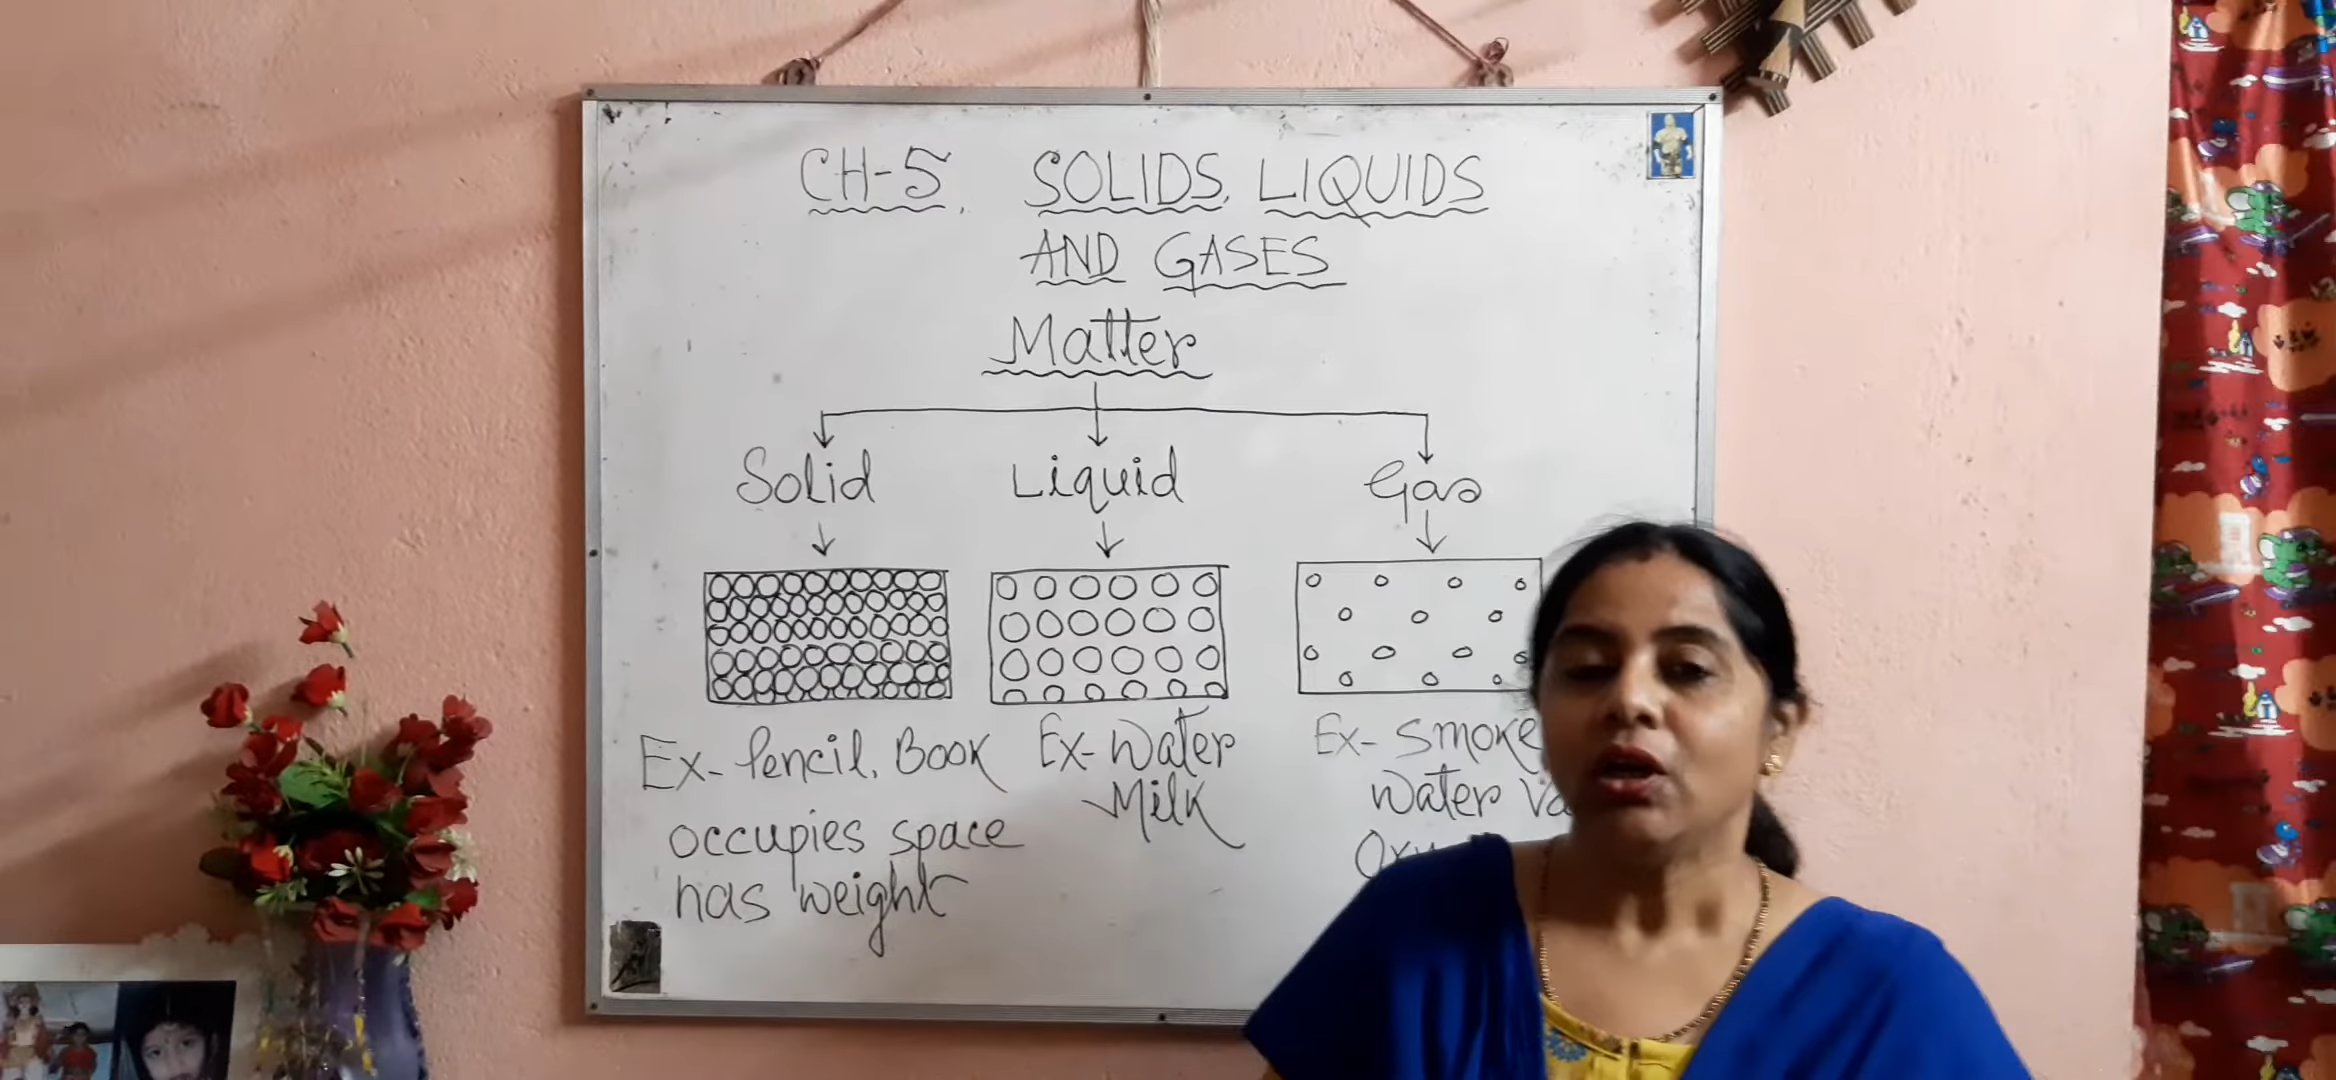 CH-5. SOLIDS, LIQUIDS
AND GASES
Matter
Solid Liquid Gas
Ex- Pencil, Book
occupies space
has weight
Ex- Water
Milk
Ex- Smoke
Water